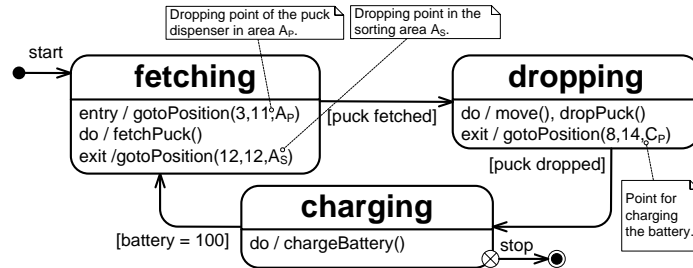 Dropping point of the puck
dispenser in area AP.
Dropping point in the
sorting area AS.
start
fetching
entry / gotoPosition(3,11,AP)
do / fetchPuck()
exit /gotoPosition(12,12,AS)
[puck fetched]
dropping
do / move(), dropPuck()
exit / gotoPosition(8,14,CP)
[puck dropped]
Point for
charging
the battery.
charging
do / chargeBattery()
[battery = 100]
stop